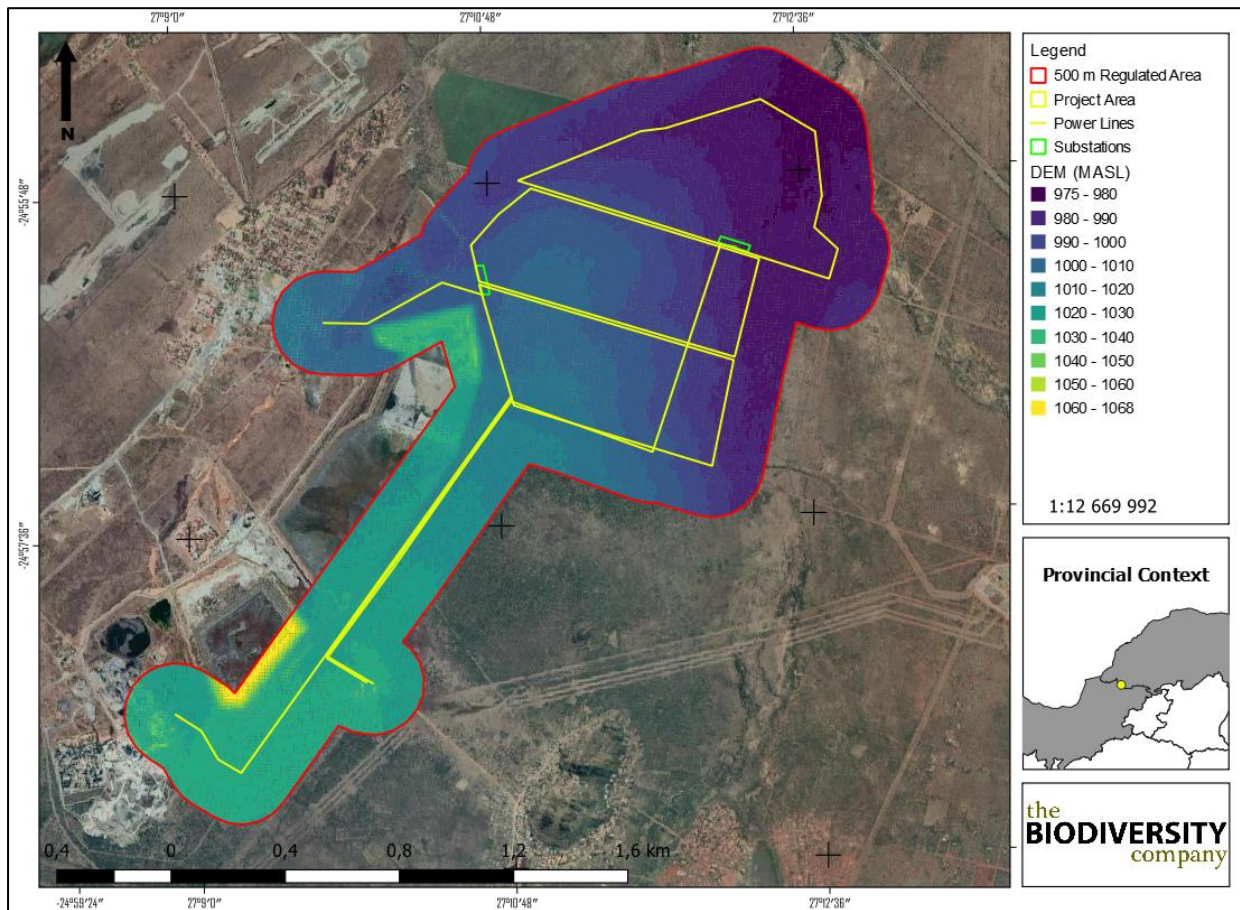 27°9'0"
27°10'48"
27°12'36"
N
-24°55'48"
-24°57'36"
0,4
0
0,4
0,8
1,2
1,6 km
-24°59'24"
27°9'0"
27°10'48"
27°12'36"
Legend
500 m Regulated Area
Project Area
Power Lines
Substations
DEM (MASL)
975 - 980
980 - 990
990 - 1000
1000 - 1010
1010 - 1020
1020 - 1030
1030 - 1040
1040 - 1050
1050 - 1060
1060 - 1068
1:12 669 992
Provincial Context
the
BIODIVERSITY
company